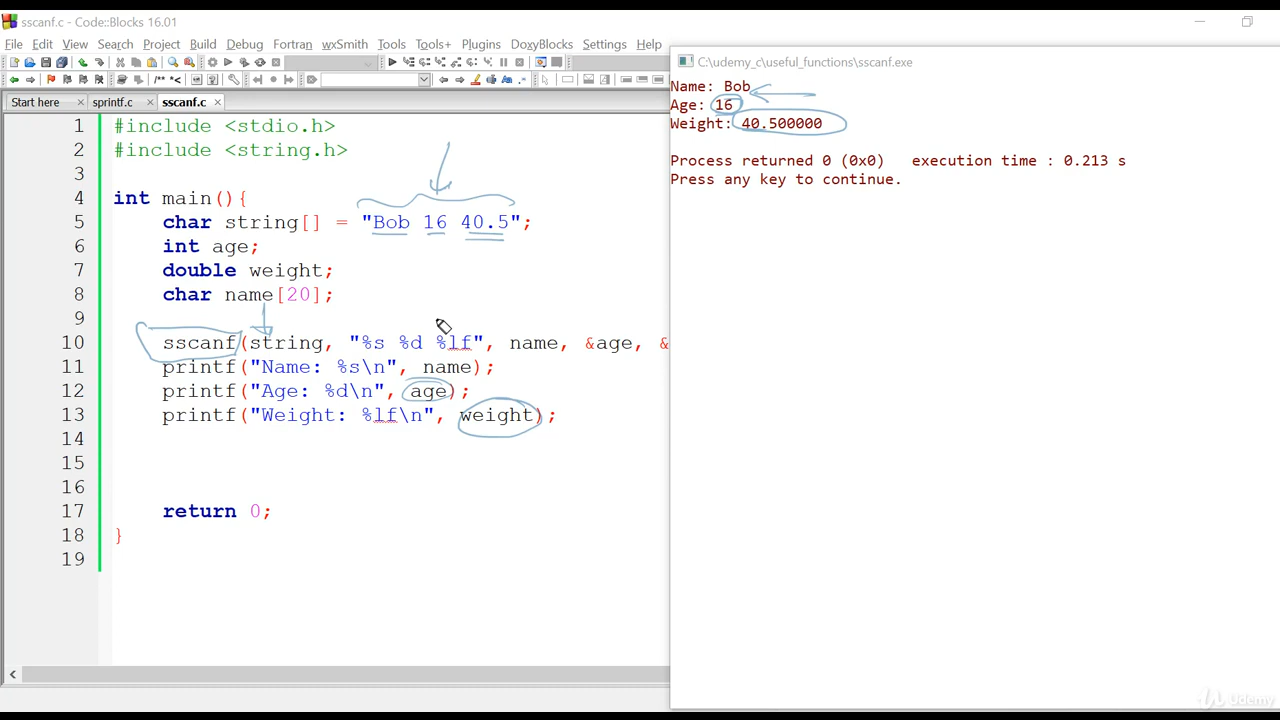 sscanf.c - Code::Blocks 16.01
File Edit View Search Project Build Debug Fortran wxSmith Tools Tools+ Plugins DoxyBlocks Settings Help
Start here × sprintf.c × sscanf.c ×
1 #include <stdio.h>
2 #include <string.h>
3
4 int main(){
5 char string[] = "Bob 16 40.5";
6 int age;
7 double weight;
8 char name[20];
9
10 sscanf(string, "%s %d %lf", name, &age, &
11 printf("Name: %s\n", name);
12 printf("Age: %d\n", age);
13 printf("Weight: %lf\n", weight);
14
15
16
17 return 0;
18 }
19
C:\udemy_c\useful_functions\sscanf.exe
Name: Bob
Age: 16
Weight: 40.500000
Process returned 0 (0x0) execution time : 0.213 s
Press any key to continue.
Udemy